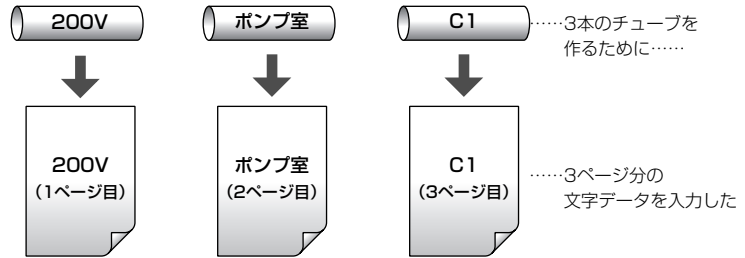 200V
ポンプ室
C1
……3本のチューブを
作るために……
200V
(1ページ目)
ポンプ室
(2ページ目)
C1
(3ページ目)
……3ページ分の
文字データを入力した